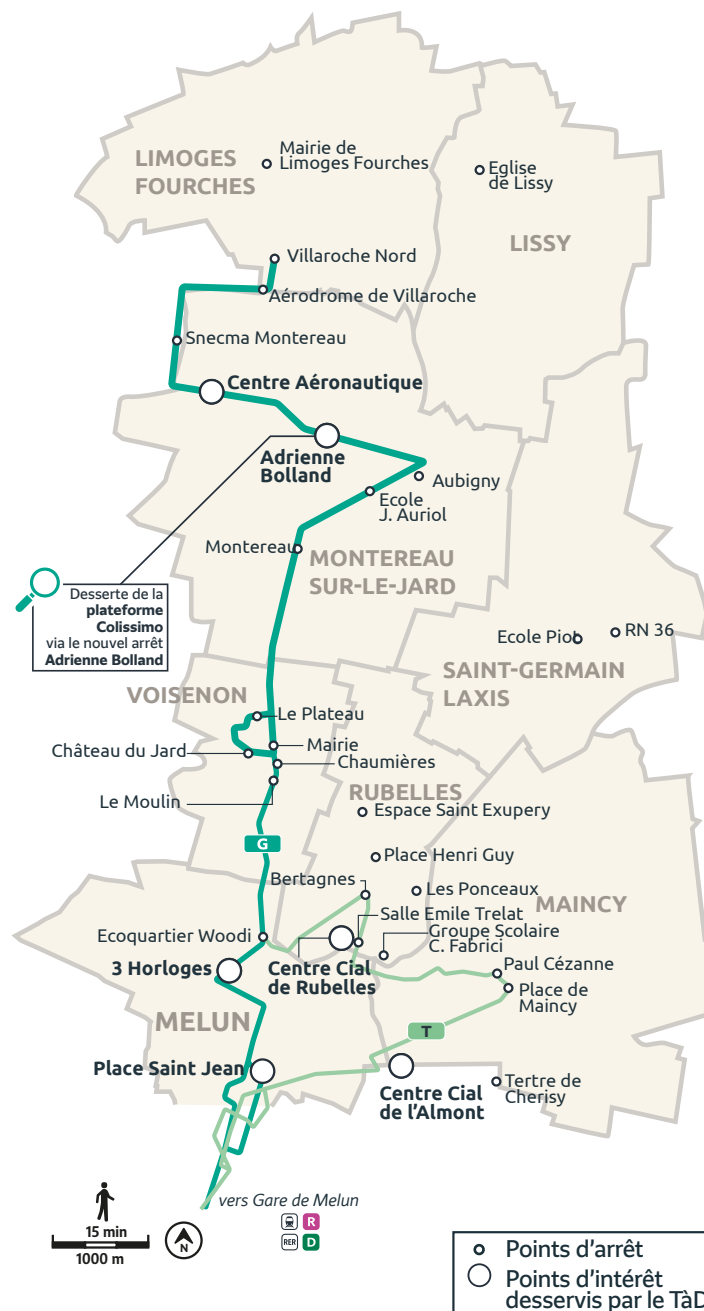 LIMOGES
FOURCHES
Mairie de
Limoges Fourches
Eglise
de Lissy
LISSY
Villaroche Nord
Aérodrome de Villaroche
Snecma Montereau
Centre Aéronautique
Adrienne
Bolland
Aubigny
Ecole
J. Auriol
Montereau
MONTEREAU
SUR-LE-JARD
Desserte de la
plateforme
Colissimo
via le nouvel arrêt
Adrienne Bolland
Ecole Piot
RN 36
SAINT-GERMAIN
LAXIS
VOISENON
Le Plateau
Château du Jard
Mairie
Chaumières
Le Moulin
RUBELLES
Espace Saint Exupery
G
Place Henri Guy
Bertagnes
Les Ponceaux
MAINCY
Salle Emile Trelat
Groupe Scolaire
C. Fabrici
Ecoquartier Woodi
3 Horloges
Centre Cial
de Rubelles
Paul Cézanne
Place de
Maincy
MELUN
T
Place Saint Jean
Centre Cial
de l'Almont
Tertre de
Cherisy
vers Gare de Melun
R
RER D
15 min
1000 m
N
Points d'arrêt
Points d'intérêt
desservis par le TàD